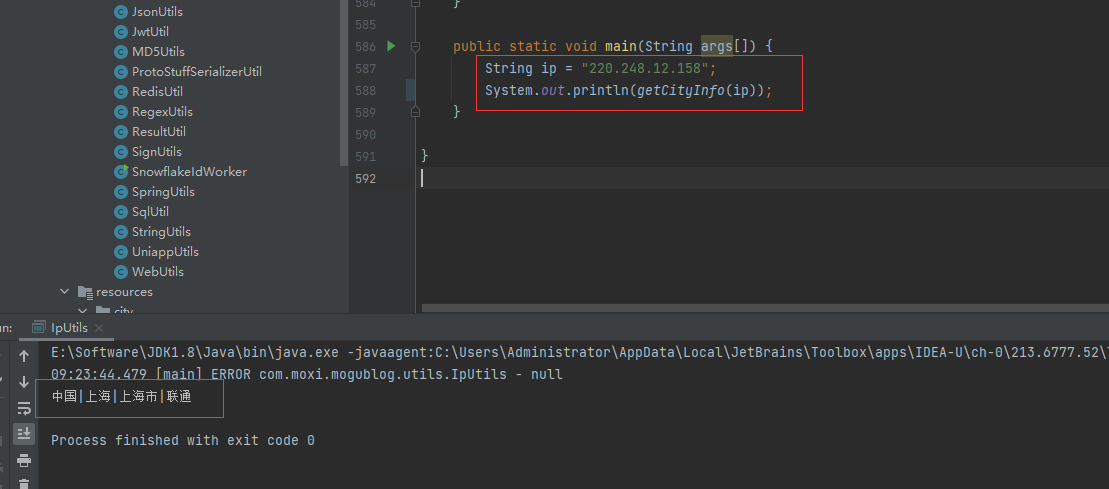 JsonUtils
JwtUtil
MD5Utils
ProtoStuffSerializerUtil
RedisUtil
RegexUtils
ResultUtil
SignUtils
SnowflakeIdWorker
SpringUtils
SqlUtil
StringUtils
UniappUtils
WebUtils
resources
city
584 }
585
586 public static void main(String args[]) {
587 String ip = "220.248.12.158";
588 System.out.println(getCityInfo(ip));
589 }
590
591 }
592
IpUtils
E:\Software\JDK1.8\Java\bin\java.exe -javaagent:C:\Users\Administrator\AppData\Local\JetBrains\Toolbox\apps\IDEA-U\ch-0\213.6777.52\
09:23:44.479 [main] ERROR com.moxi.mogublog.utils.IpUtils - null
中国|上海|上海市|联通
Process finished with exit code 0